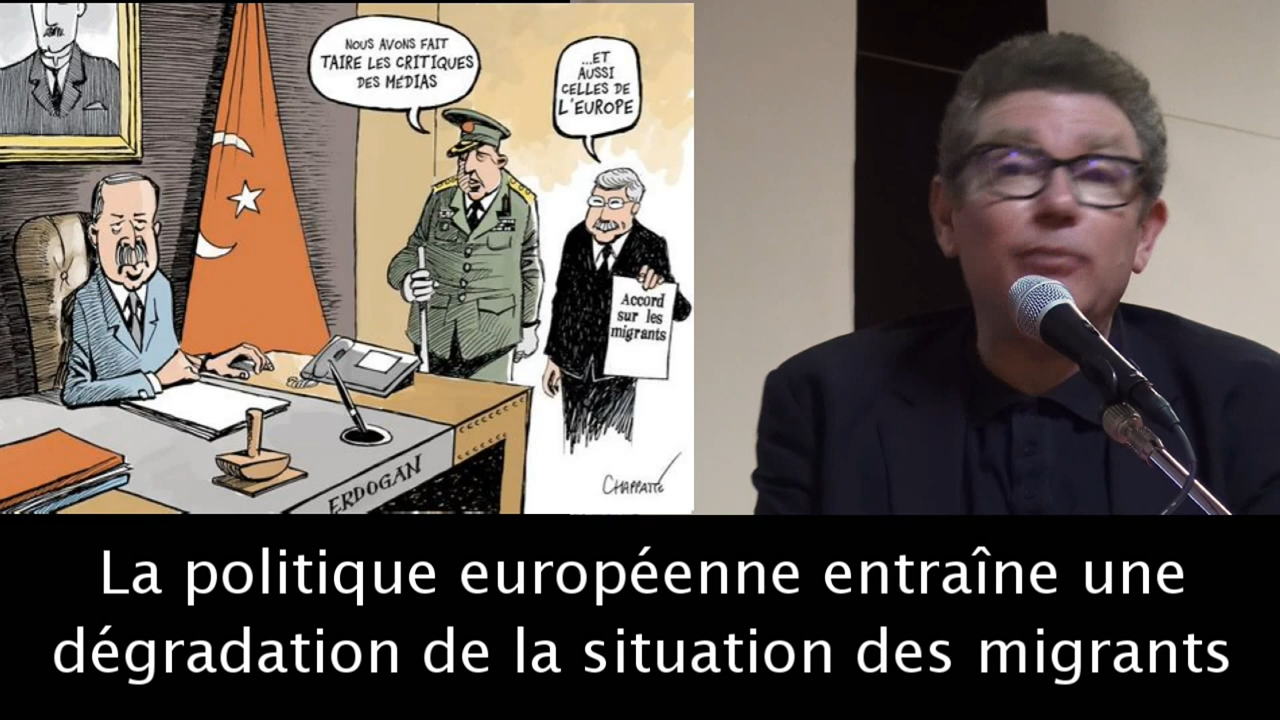 NOUS AVONS FAIT
TAIRE LES CRITIQUES
DES MÉDIAS
...ET
AUSSI
CELLES DE
L'EUROPE
Accord
sur les
migrants
ERDOGAN
CHAPPATTE
La politique européenne entraîne une
dégradation de la situation des migrants